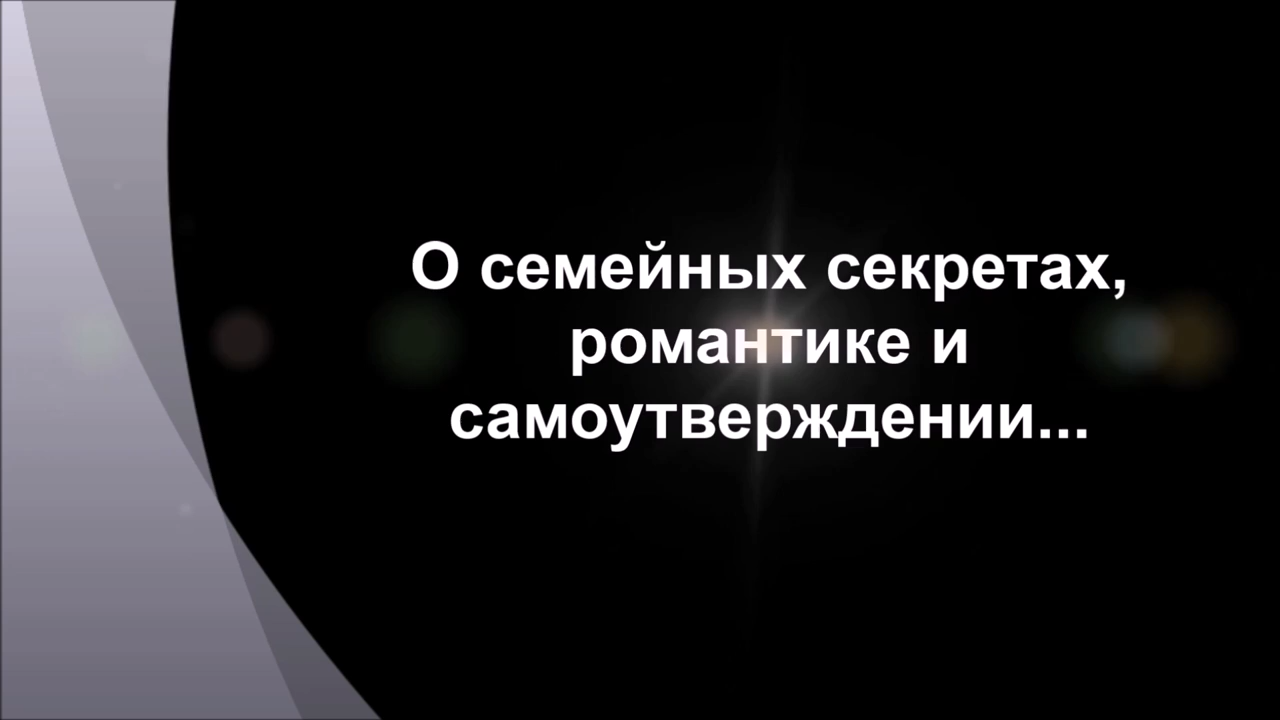 О семейных секретах,
романтике и
самоутверждении...